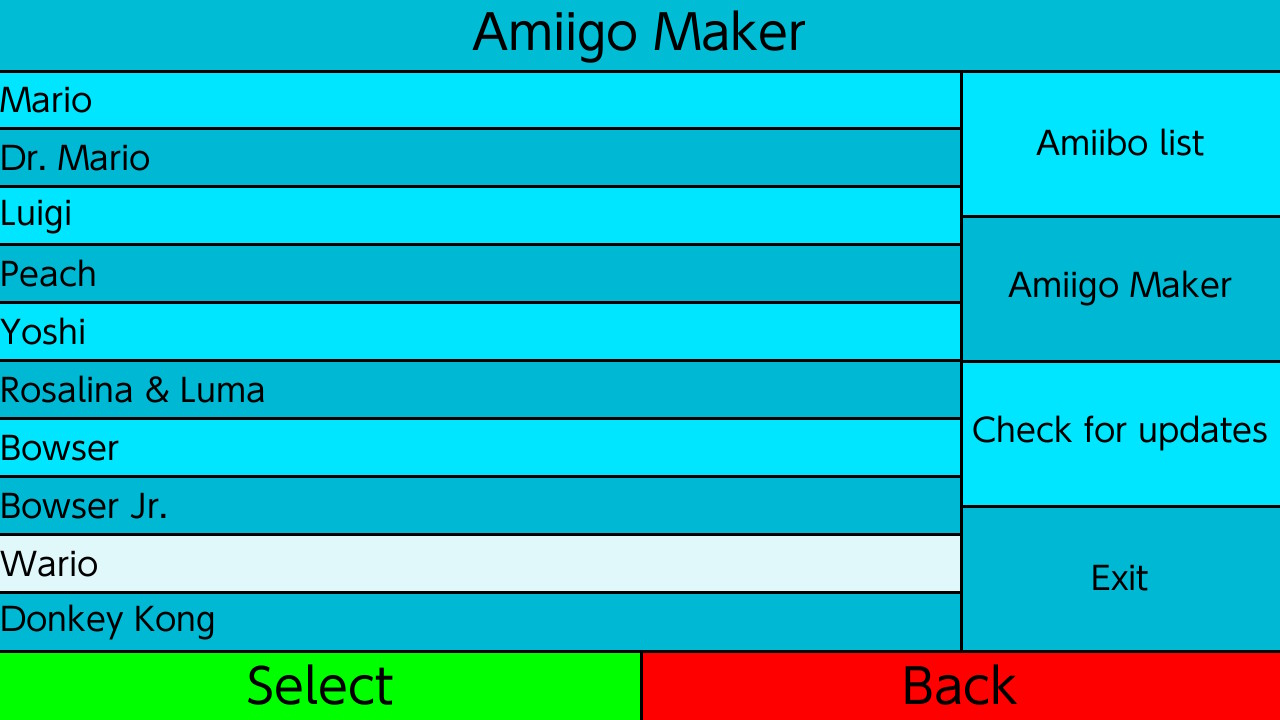 Amiigo Maker
Mario
Dr. Mario
Luigi
Peach
Yoshi
Rosalina & Luma
Bowser
Bowser Jr.
Wario
Donkey Kong
Amiibo list
Amiigo Maker
Check for updates
Exit
Select
Back